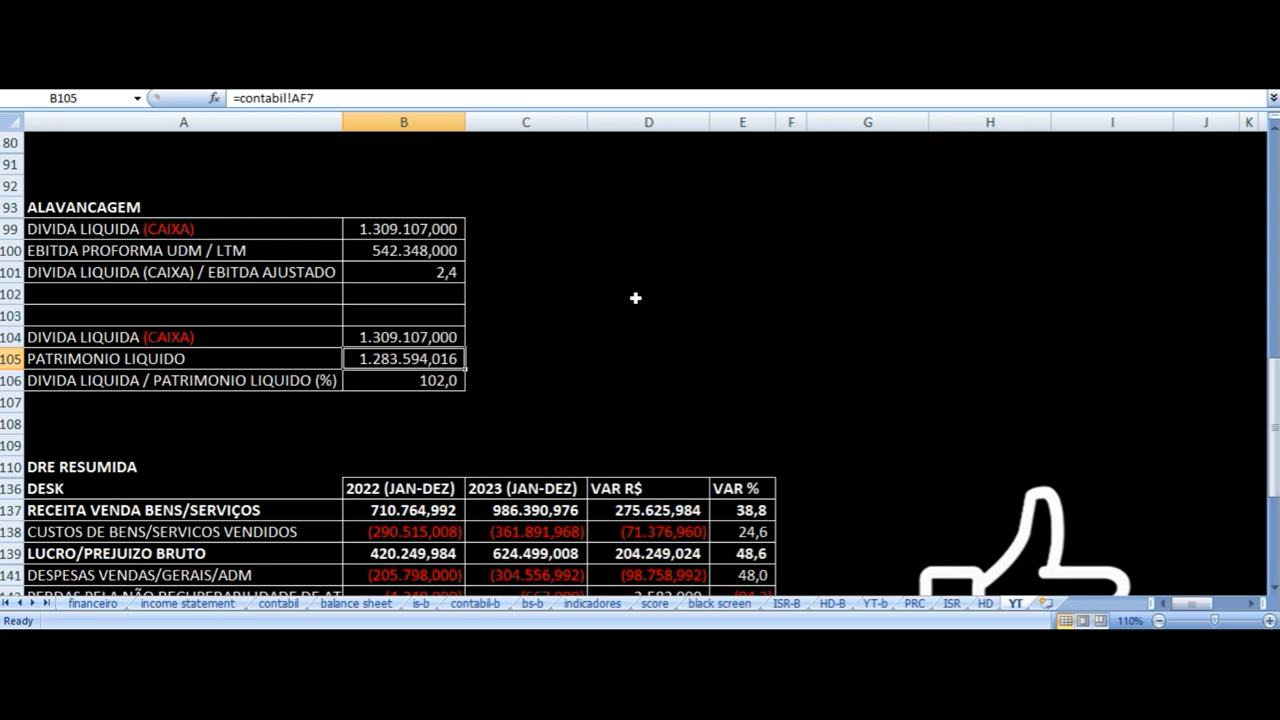 B105 fx =contabil!AF7
A B C D E F G H I J K
80
91
92
93 ALAVANCAGEM
99 DIVIDA LIQUIDA (CAIXA) 1.309.107,000
100 EBITDA PROFORMA UDM / LTM 542.348,000
101 DIVIDA LIQUIDA (CAIXA) / EBITDA AJUSTADO 2,4
102
103
104 DIVIDA LIQUIDA (CAIXA) 1.309.107,000
105 PATRIMONIO LIQUIDO 1.283.594,016
106 DIVIDA LIQUIDA / PATRIMONIO LIQUIDO (%) 102,0
107
108
109
110 DRE RESUMIDA
136 DESK 2022 (JAN-DEZ) 2023 (JAN-DEZ) VAR R$ VAR %
137 RECEITA VENDA BENS/SERVIÇOS 710.764,992 986.390,976 275.625,984 38,8
138 CUSTOS DE BENS/SERVICOS VENDIDOS (290.515,008) (361.891,968) (71.376,960) 24,6
139 LUCRO/PREJUIZO BRUTO 420.249,984 624.499,008 204.249,024 48,6
141 DESPESAS VENDAS/GERAIS/ADM (205.798,000) (304.556,992) (98.758,992) 48,0
financeiro income statement contabil balance sheet is-b contabil-b bs-b indicadores score black screen ISR-B HD-B YT-b PRC ISR HD YT
Ready 110%